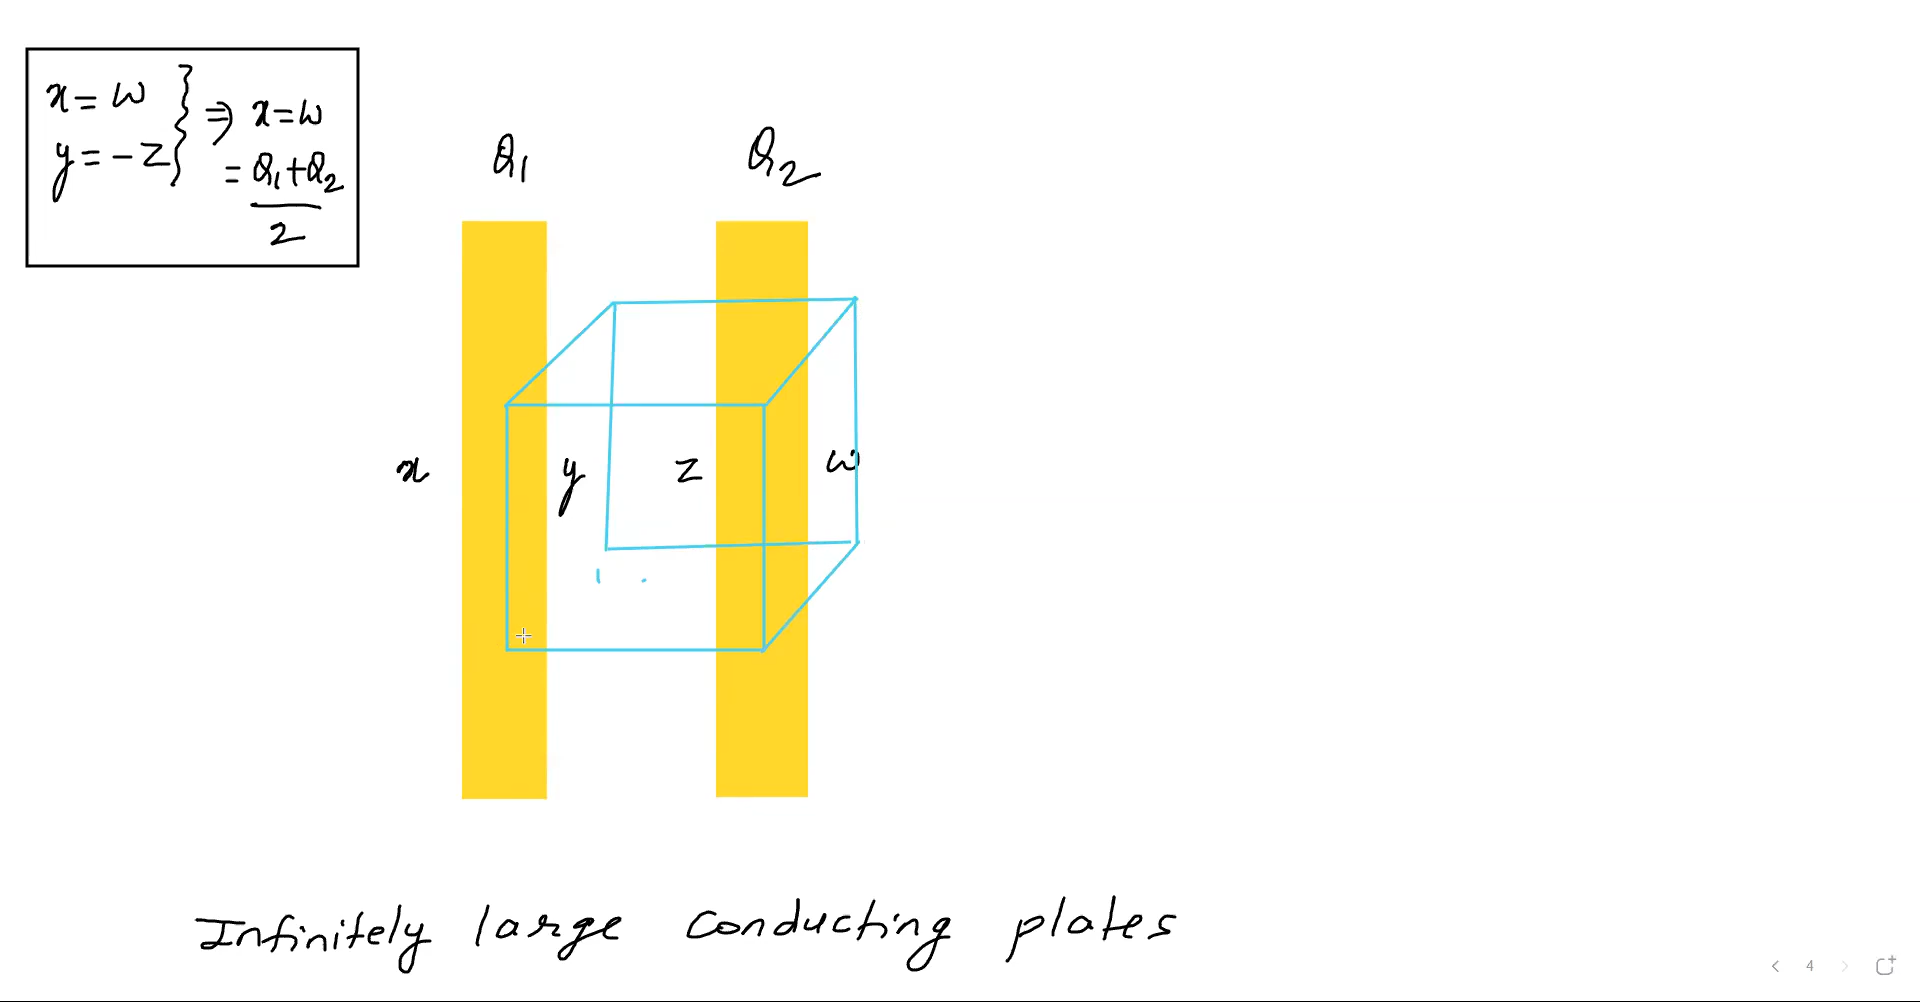 x = w
y = - z } ⇒ x = w
= Q1 + Q2
2
Q1 Q2
x y z w
Infinitely large conducting plates
4